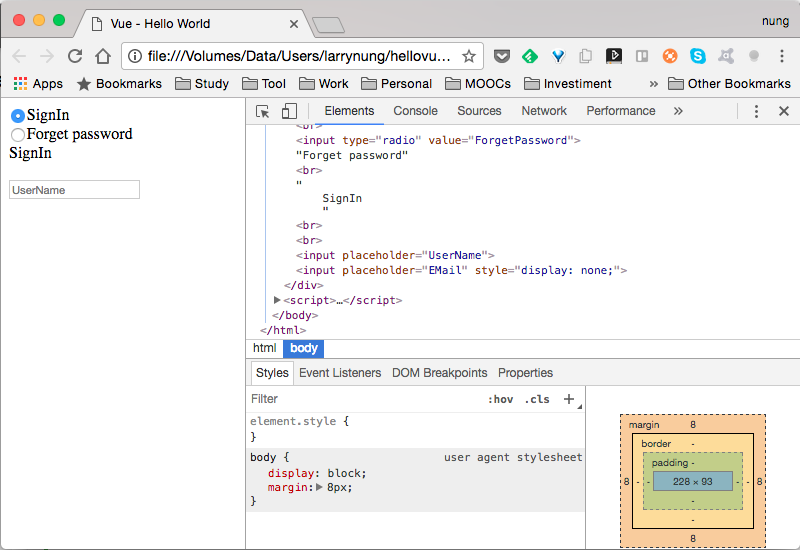 Vue - Hello World
nung
file:///Volumes/Data/Users/larrynung/hellovu...
Apps
Bookmarks
Study
Tool
Work
Personal
MOOCs
Investiment
»
Other Bookmarks
SignIn
Forget password
SignIn
UserName
Elements
Console
Sources
Network
Performance
»
<br>
<input type="radio" value="ForgetPassword">
"Forget password"
<br>
"
SignIn
"
<br>
<br>
<input placeholder="UserName">
<input placeholder="EMail" style="display: none;">
</div>
<script>…</script>
</body>
</html>
html
body
Styles
Event Listeners
DOM Breakpoints
Properties
Filter
:hov
.cls
+
element.style {
}
body {
user agent stylesheet
display: block;
margin: 8px;
}
margin
8
border
-
padding -
8
-
-
228 × 93
-
-
8
-
-
8